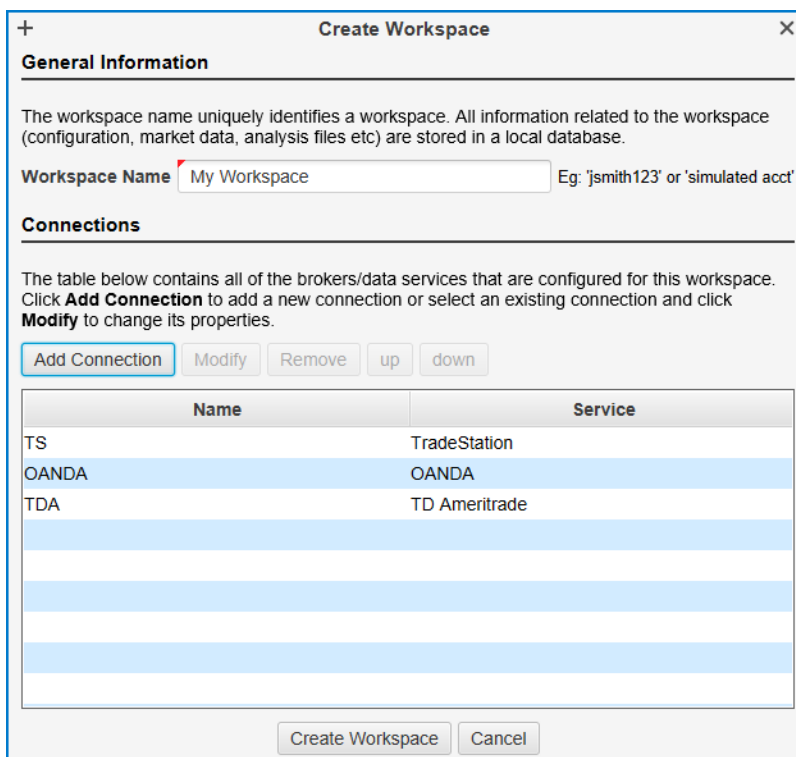 + Create Workspace ×
General Information
The workspace name uniquely identifies a workspace. All information related to the workspace
(configuration, market data, analysis files etc) are stored in a local database.
Workspace Name My Workspace Eg: 'jsmith123' or 'simulated acct'
Connections
The table below contains all of the brokers/data services that are configured for this workspace.
Click Add Connection to add a new connection or select an existing connection and click
Modify to change its properties.
Add Connection Modify Remove up down
Name Service
TS TradeStation
OANDA OANDA
TDA TD Ameritrade
Create Workspace Cancel